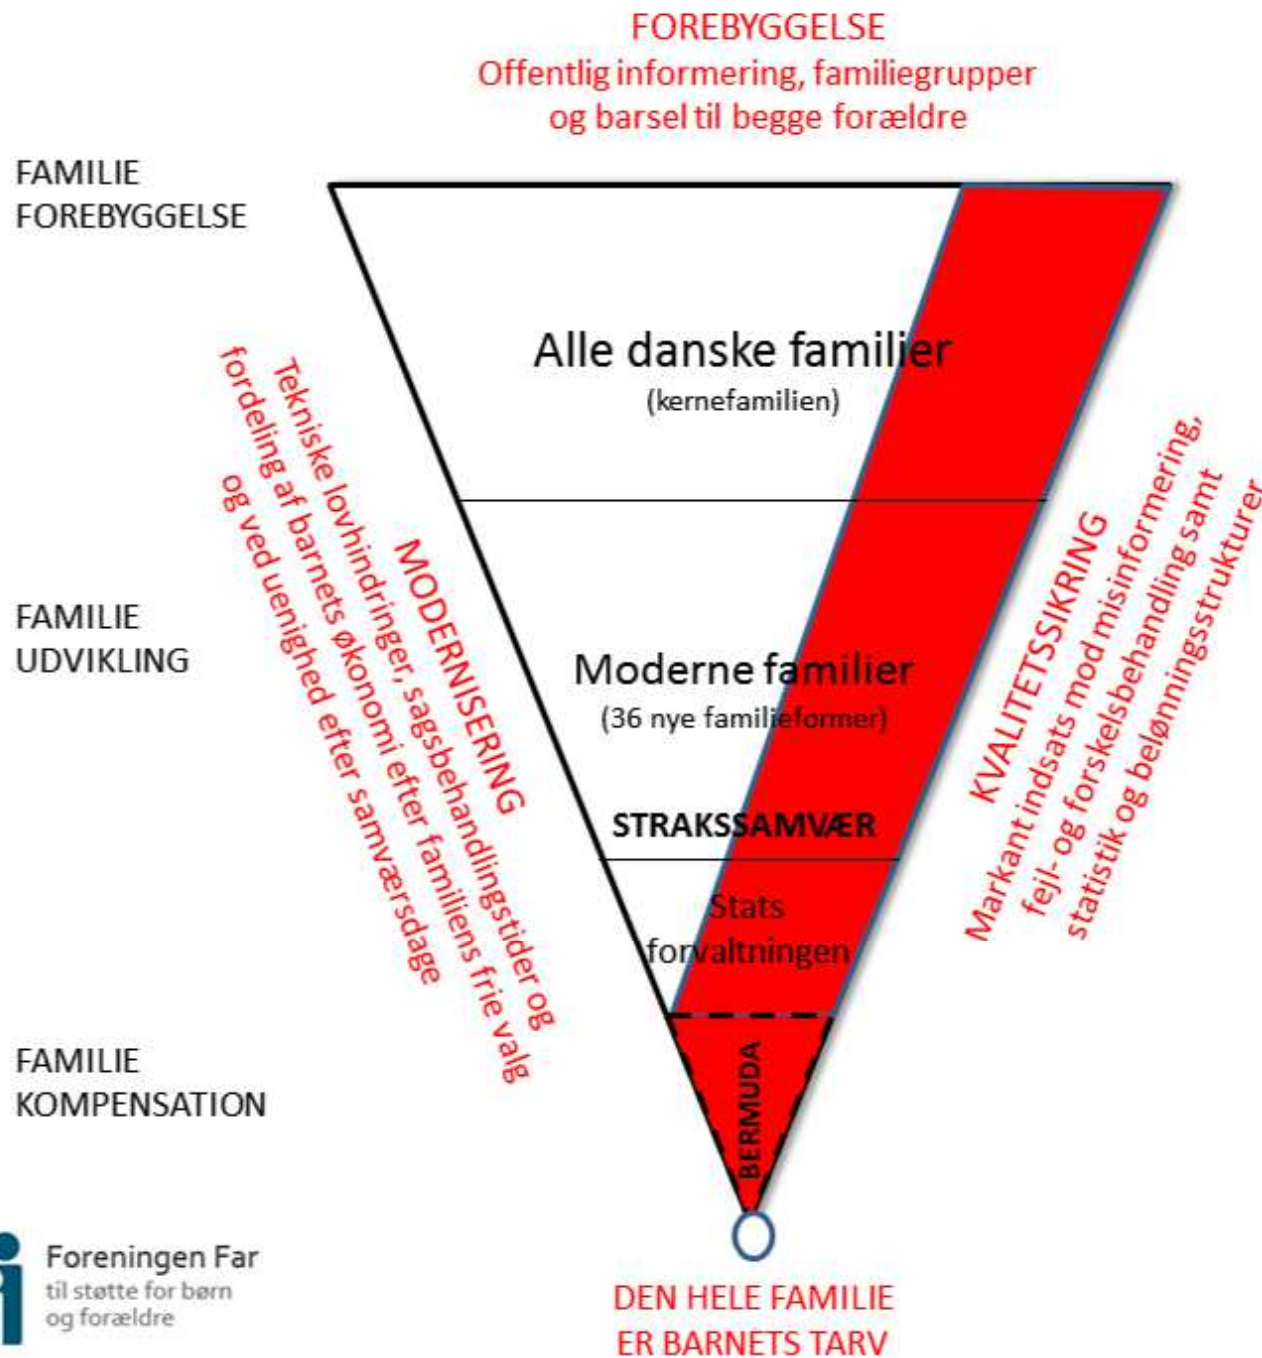 FOREBYGGELSE
Offentlig informering, familiegrupper
og barsel til begge forældre
FAMILIE
FOREBYGGELSE
Alle danske familier
(kernefamilien)
MODERNISERING
Tekniske lovhindringer, sagsbehandlingstider og
fordeling af barnets økonomi efter familiens frie valg
og ved uenighed efter samværsdage
KVALITETSSIKRING
Markant indsats mod misinformering,
fejl- og forskelsbehandling samt
statistik og belønningsstrukturer
FAMILIE
UDVIKLING
Moderne familier
(36 nye familieformer)
STRAKSSAMVÆR
Stats
forvaltningen
FAMILIE
KOMPENSATION
BERMUDA
Foreningen Far
til støtte for børn
og forældre
DEN HELE FAMILIE
ER BARNETS TARV